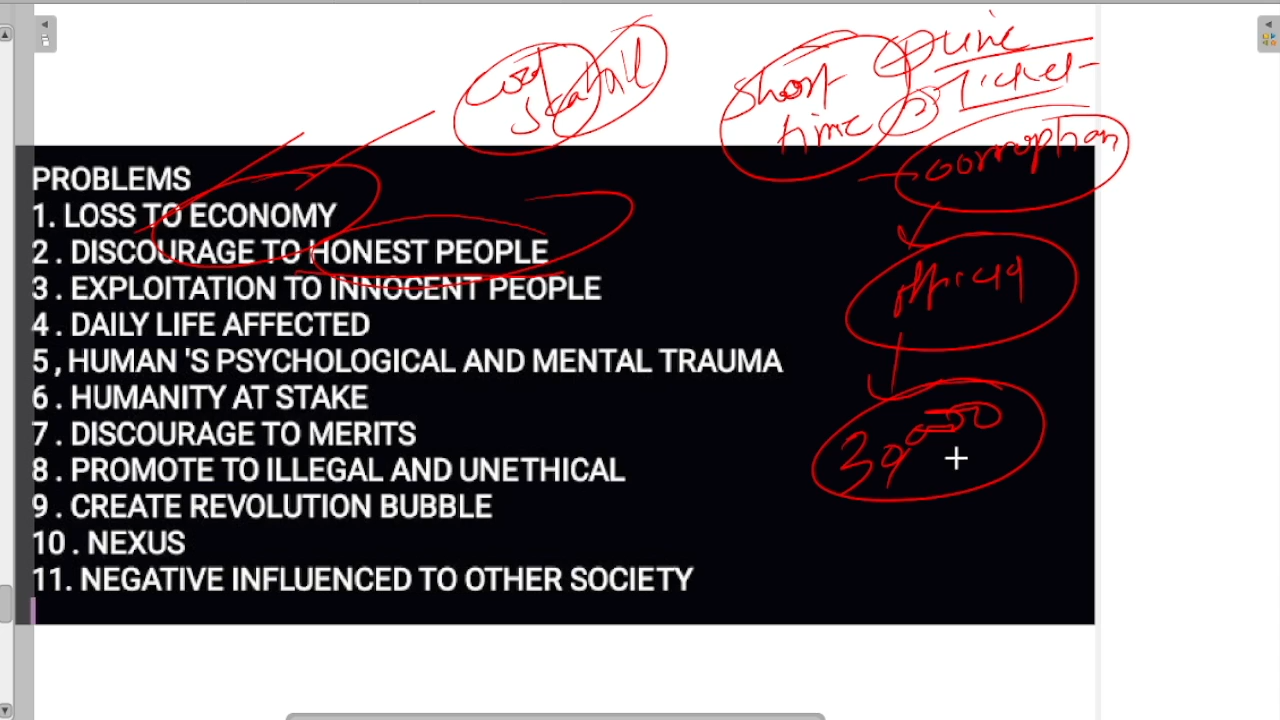 short
time
Ticket
corrouption
PROBLEMS
1. LOSS TO ECONOMY
2 . DISCOURAGE TO HONEST PEOPLE
3 . EXPLOITATION TO INNOCENT PEOPLE
4 . DAILY LIFE AFFECTED
5 , HUMAN 'S PSYCHOLOGICAL AND MENTAL TRAUMA
6 . HUMANITY AT STAKE
7 . DISCOURAGE TO MERITS
8 . PROMOTE TO ILLEGAL AND UNETHICAL
9 . CREATE REVOLUTION BUBBLE
10 . NEXUS
11. NEGATIVE INFLUENCED TO OTHER SOCIETY